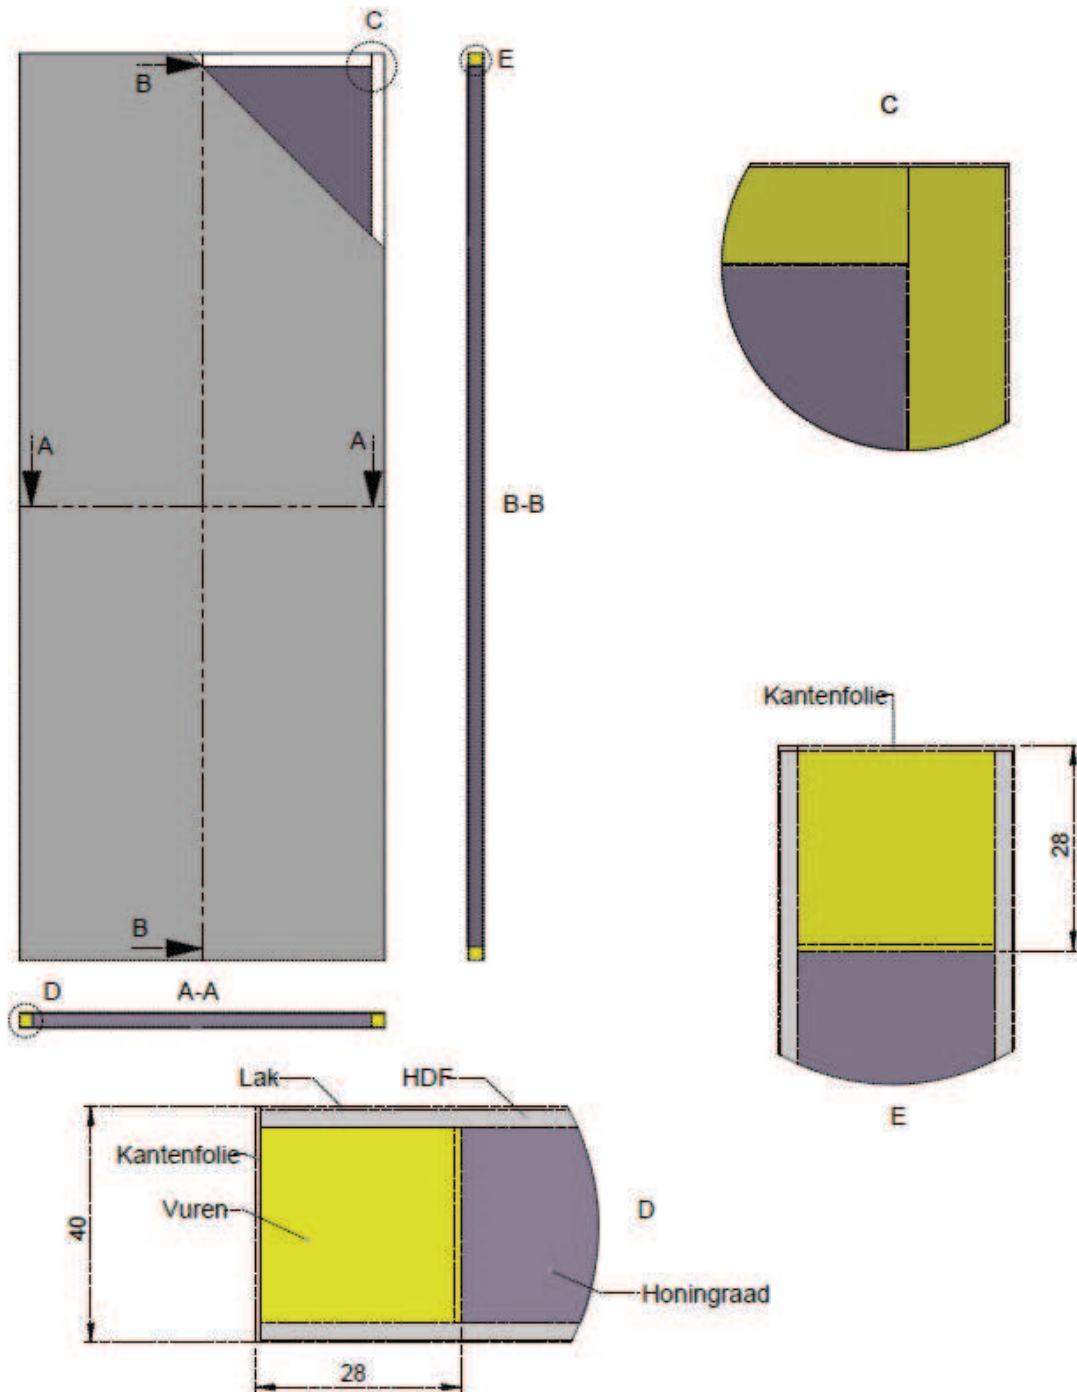 C
B
E
C
A
A
B-B
Kantenfolie
28
B
D
A-A
Lak
HDF
E
Kantenfolie
Vuren
40
D
Honingraad
28